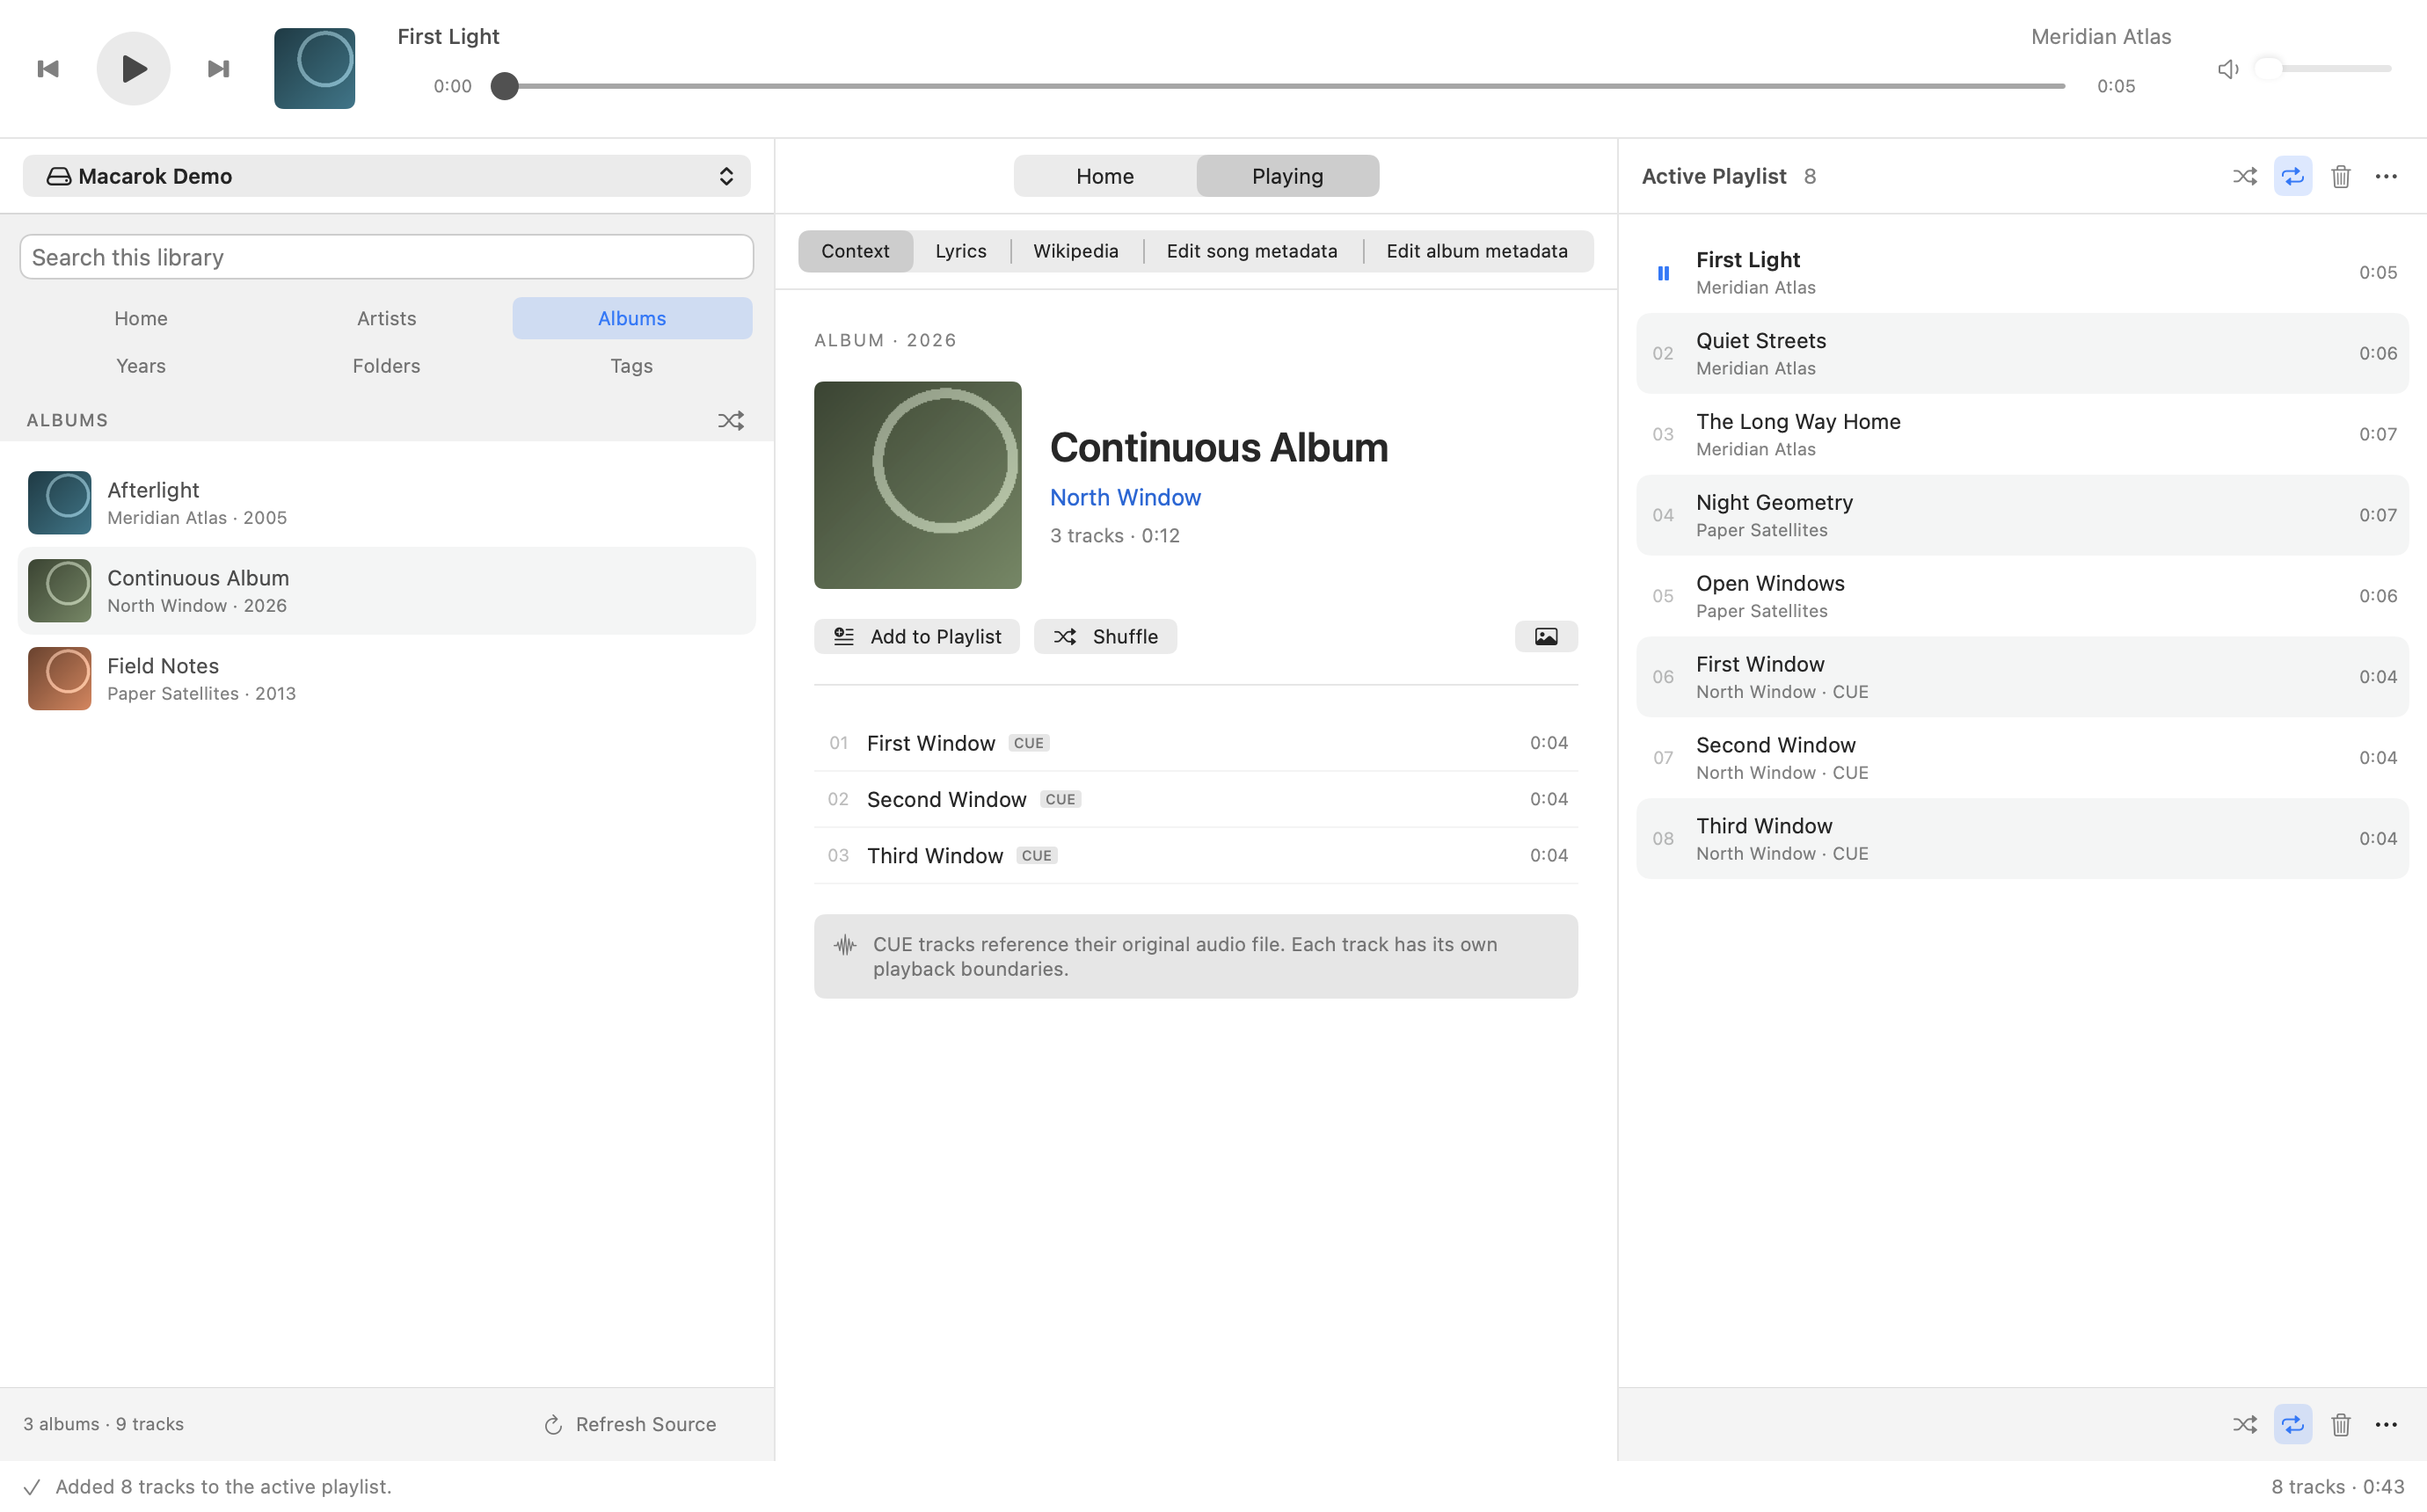 First Light
Meridian Atlas
0:00
0:05
Macarok Demo
Search this library
Home
Artists
Albums
Years
Folders
Tags
ALBUMS
Afterlight
Meridian Atlas · 2005
Continuous Album
North Window · 2026
Field Notes
Paper Satellites · 2013
3 albums · 9 tracks
Refresh Source
Home
Playing
Context
Lyrics
Wikipedia
Edit song metadata
Edit album metadata
ALBUM · 2026
Continuous Album
North Window
3 tracks · 0:12
Add to Playlist
Shuffle
01 First Window CUE 0:04
02 Second Window CUE 0:04
03 Third Window CUE 0:04
CUE tracks reference their original audio file. Each track has its own
playback boundaries.
Active Playlist 8
First Light 0:05
Meridian Atlas
02 Quiet Streets 0:06
Meridian Atlas
03 The Long Way Home 0:07
Meridian Atlas
04 Night Geometry 0:07
Paper Satellites
05 Open Windows 0:06
Paper Satellites
06 First Window 0:04
North Window · CUE
07 Second Window 0:04
North Window · CUE
08 Third Window 0:04
North Window · CUE
Added 8 tracks to the active playlist.
8 tracks · 0:43